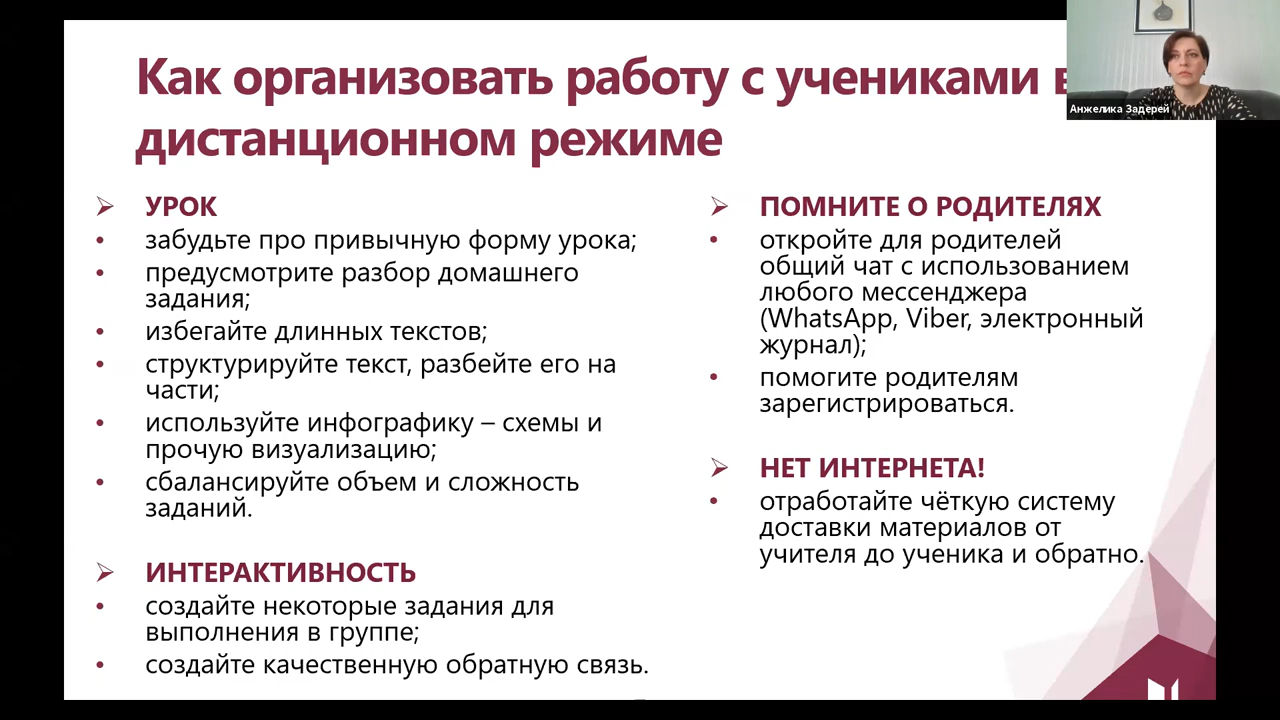 Как организовать работу с учениками в
дистанционном режиме
Анжелика Задерей
УРОК
забудьте про привычную форму урока;
предусмотрите разбор домашнего
задания;
избегайте длинных текстов;
структурируйте текст, разбейте его на
части;
используйте инфографику – схемы и
прочую визуализацию;
сбалансируйте объем и сложность
заданий.
ИНТЕРАКТИВНОСТЬ
создайте некоторые задания для
выполнения в группе;
создайте качественную обратную связь.
ПОМНИТЕ О РОДИТЕЛЯХ
откройте для родителей
общий чат с использованием
любого мессенджера
(WhatsApp, Viber, электронный
журнал);
помогите родителям
зарегистрироваться.
НЕТ ИНТЕРНЕТА!
отработайте чёткую систему
доставки материалов от
учителя до ученика и обратно.